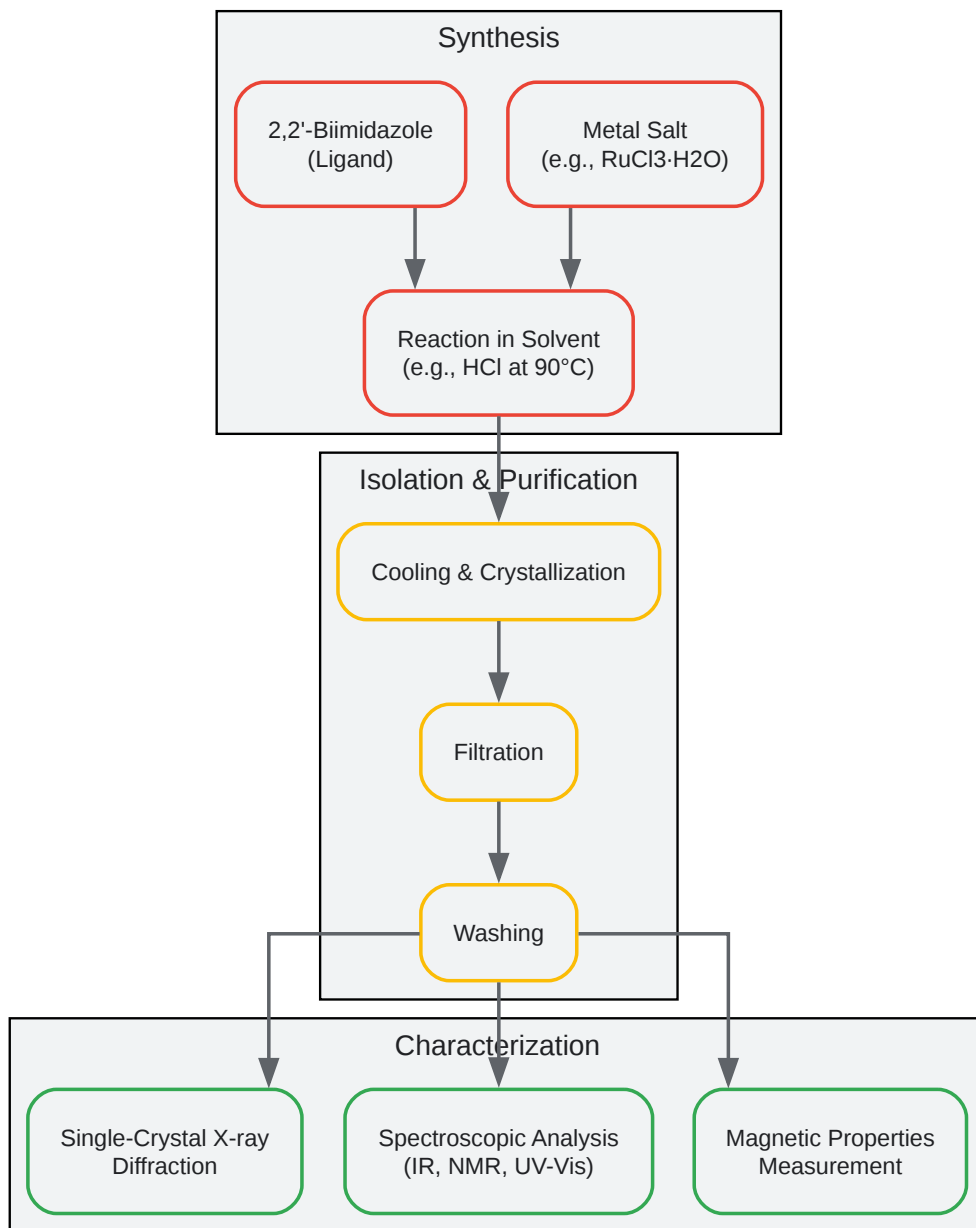 Synthesis
2,2'-Biimidazole
(Ligand)
Metal Salt
(e.g., RuCl3·H2O)
Reaction in Solvent
(e.g., HCl at 90°C)
Isolation & Purification
Cooling & Crystallization
Filtration
Washing
Characterization
Single-Crystal X-ray
Diffraction
Spectroscopic Analysis
(IR, NMR, UV-Vis)
Magnetic Properties
Measurement